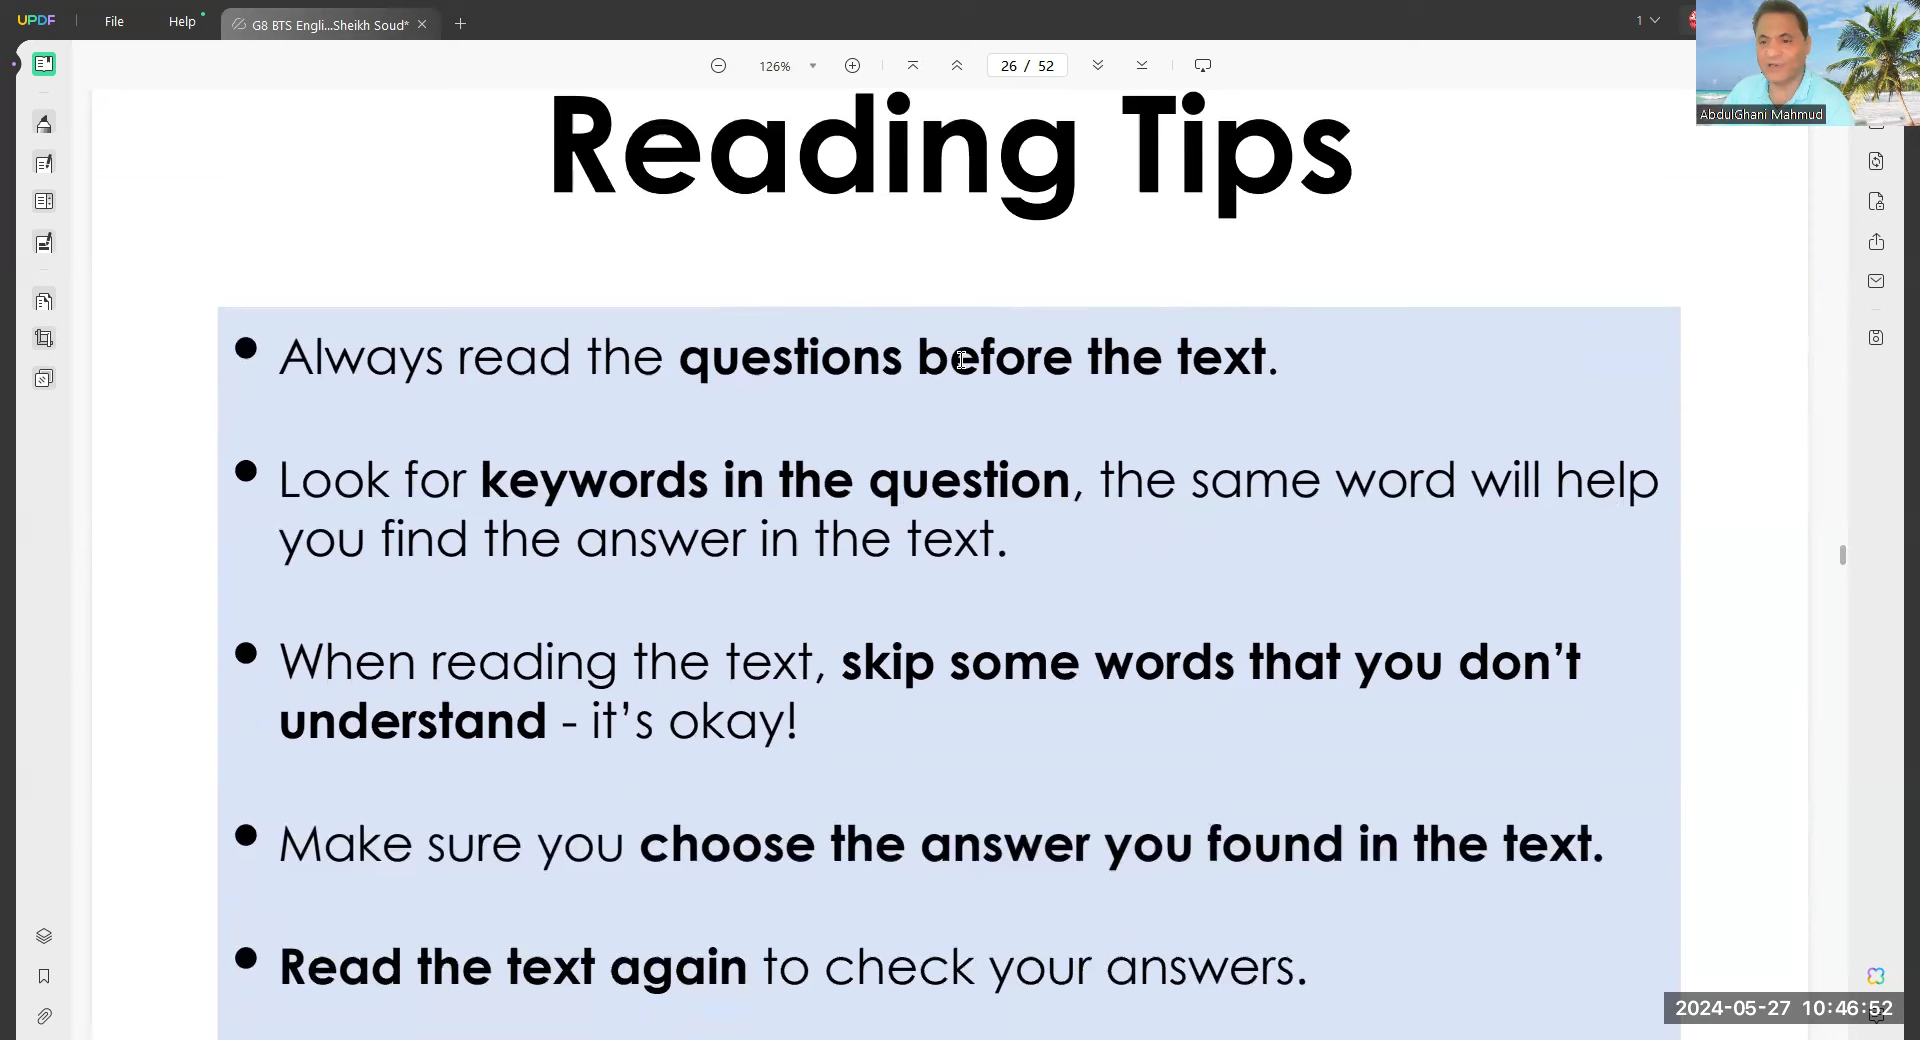 UPDF
File
Help
G8 BTS Engli...Sheikh Soud*
1
126%
26 / 52
AbdulGhani Mahmud
Reading Tips
• Always read the questions before the text.
• Look for keywords in the question, the same word will help
you find the answer in the text.
• When reading the text, skip some words that you don't
understand - it's okay!
• Make sure you choose the answer you found in the text.
• Read the text again to check your answers.
2024-05-27 10:46:52